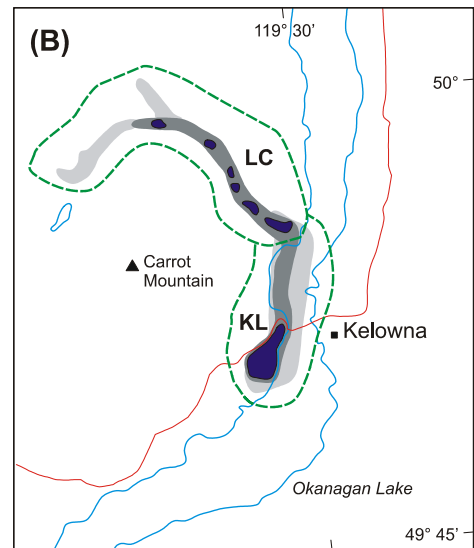 (B)
119° 30'
50°
LC
Carrot
Mountain
KL
Kelowna
Okanagan Lake
49° 45'